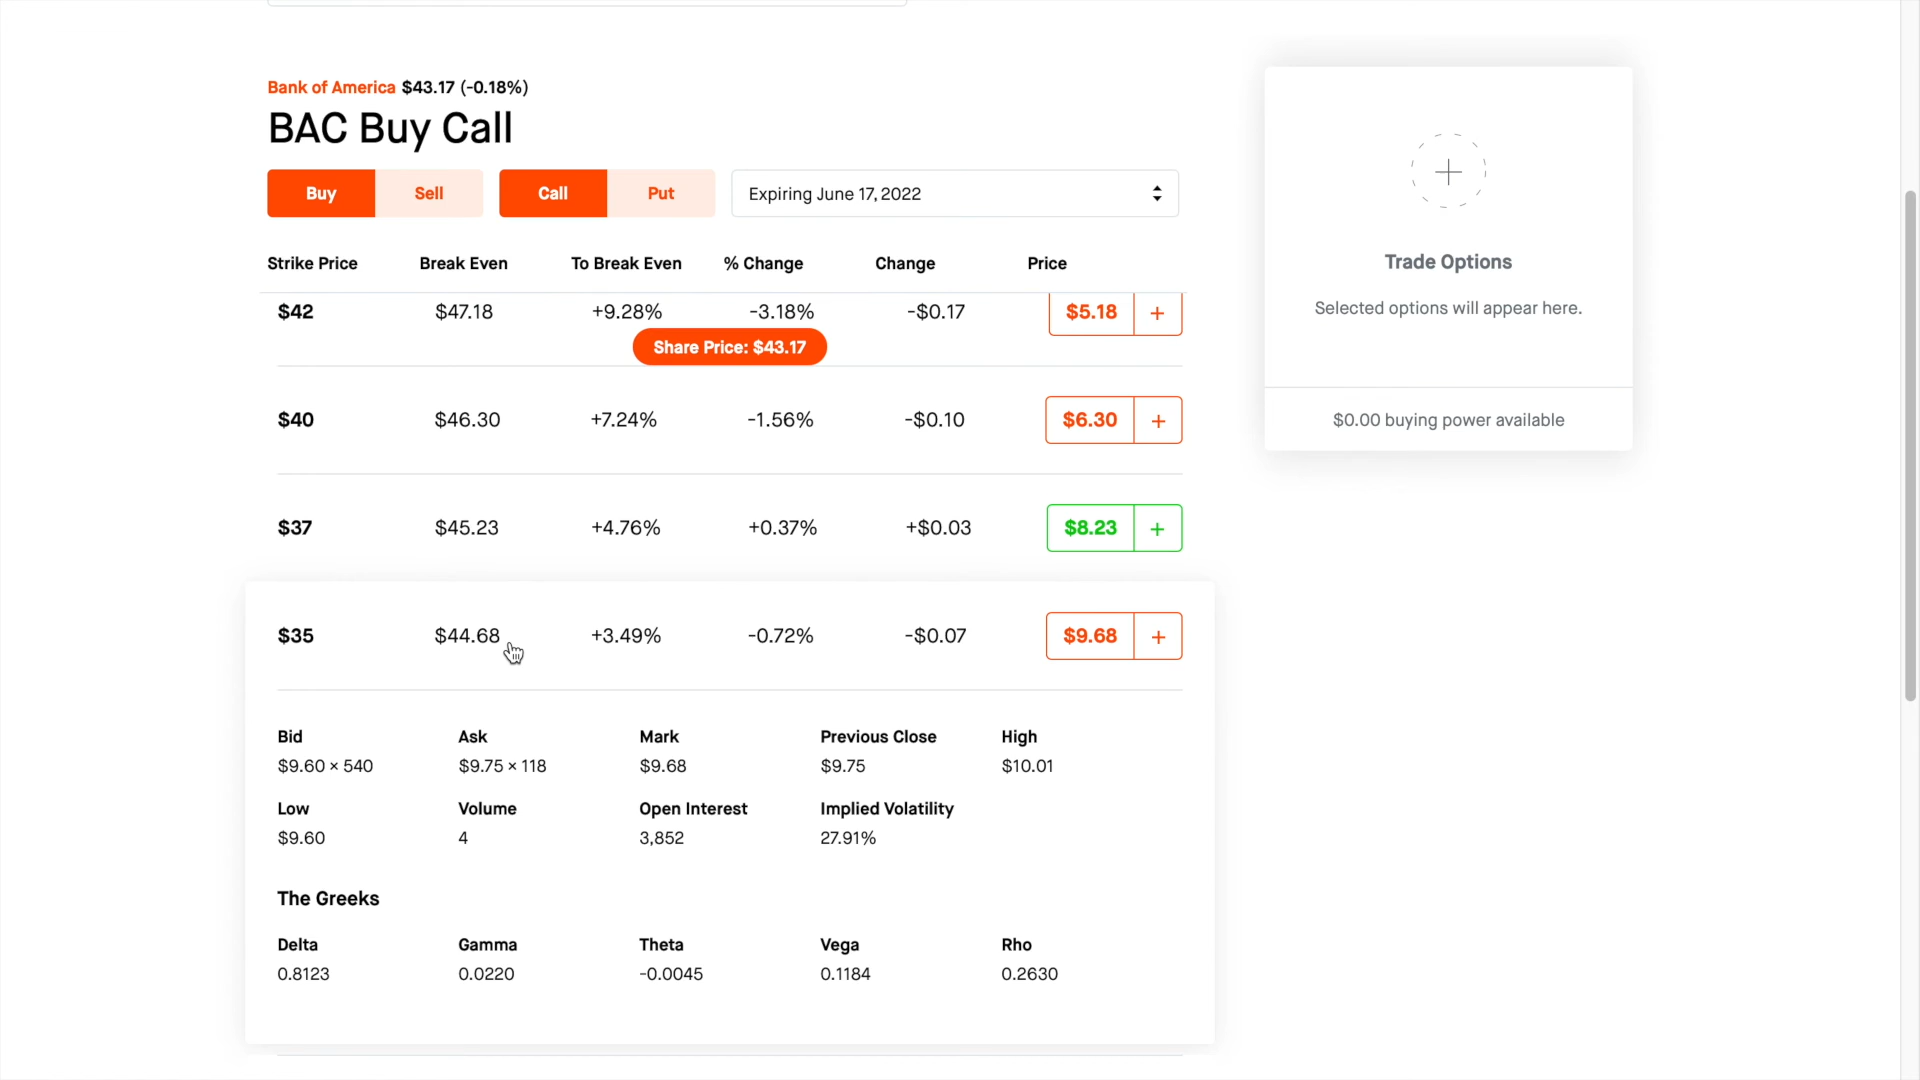 Bank of America $43.17 (-0.18%)
BAC Buy Call
Buy Sell Call Put Expiring June 17, 2022
Strike Price Break Even To Break Even % Change Change Price
$42 $47.18 +9.28% -3.18% -$0.17 $5.18 +
Share Price: $43.17
$40 $46.30 +7.24% -1.56% -$0.10 $6.30 +
$37 $45.23 +4.76% +0.37% +$0.03 $8.23 +
$35 $44.68 +3.49% -0.72% -$0.07 $9.68 +
Bid Ask Mark Previous Close High
$9.60 × 540 $9.75 × 118 $9.68 $9.75 $10.01
Low Volume Open Interest Implied Volatility
$9.60 4 3,852 27.91%
The Greeks
Delta Gamma Theta Vega Rho
0.8123 0.0220 -0.0045 0.1184 0.2630
Trade Options
Selected options will appear here.
$0.00 buying power available